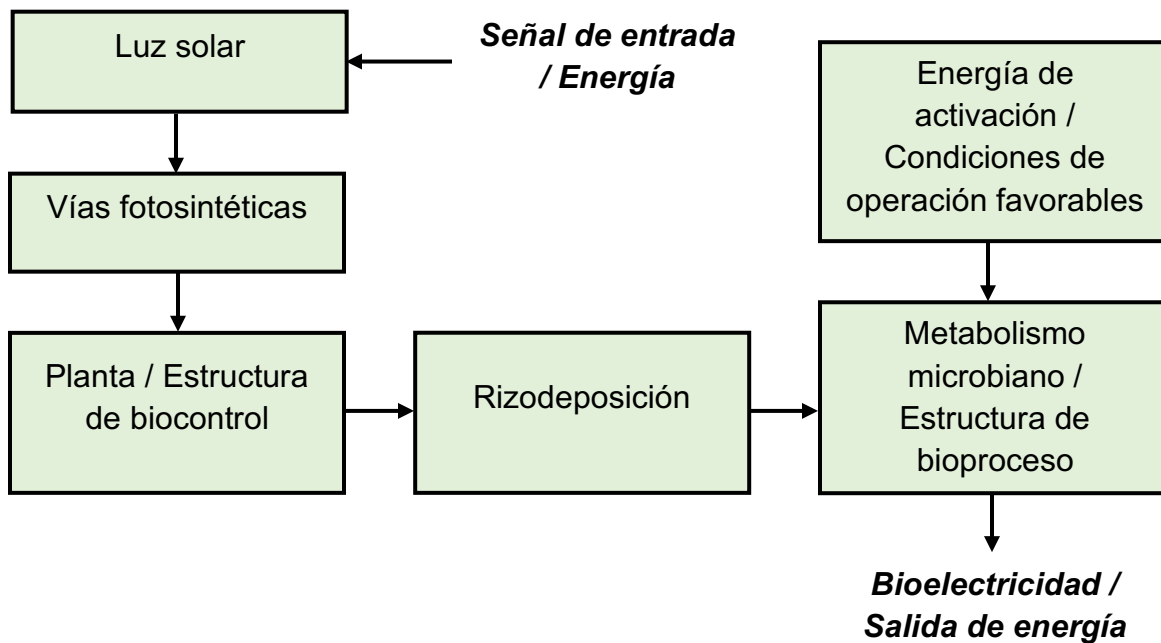 Luz solar
Señal de entrada
/ Energía
Energía de
activación /
Condiciones de
operación favorables
Vías fotosintéticas
Planta / Estructura
de biocontrol
Rizodeposición
Metabolismo
microbiano /
Estructura de
bioproceso
Bioelectricidad /
Salida de energía